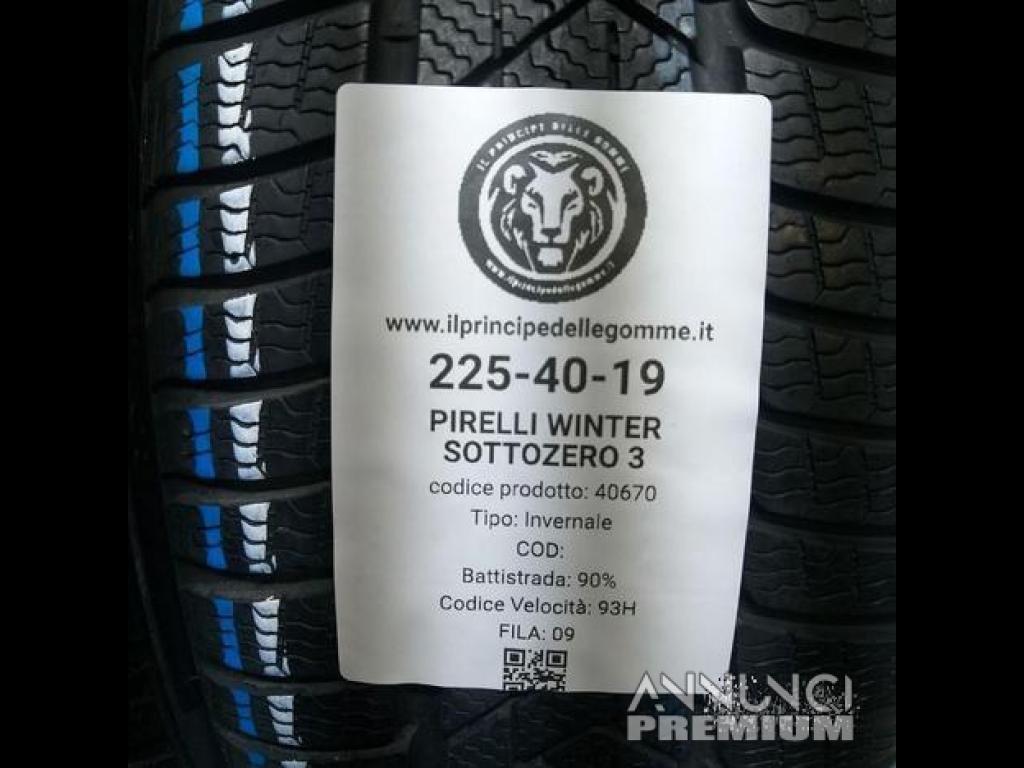 IL PRINCIPE DELLE GOMME
www.ilprincipedellegomme.it
www.ilprincipedellegomme.it
225-40-19
PIRELLI WINTER
SOTTOZERO 3
codice prodotto: 40670
Tipo: Invernale
COD:
Battistrada: 90%
Codice Velocità: 93H
FILA: 09
ANNUNCI
PREMIUM